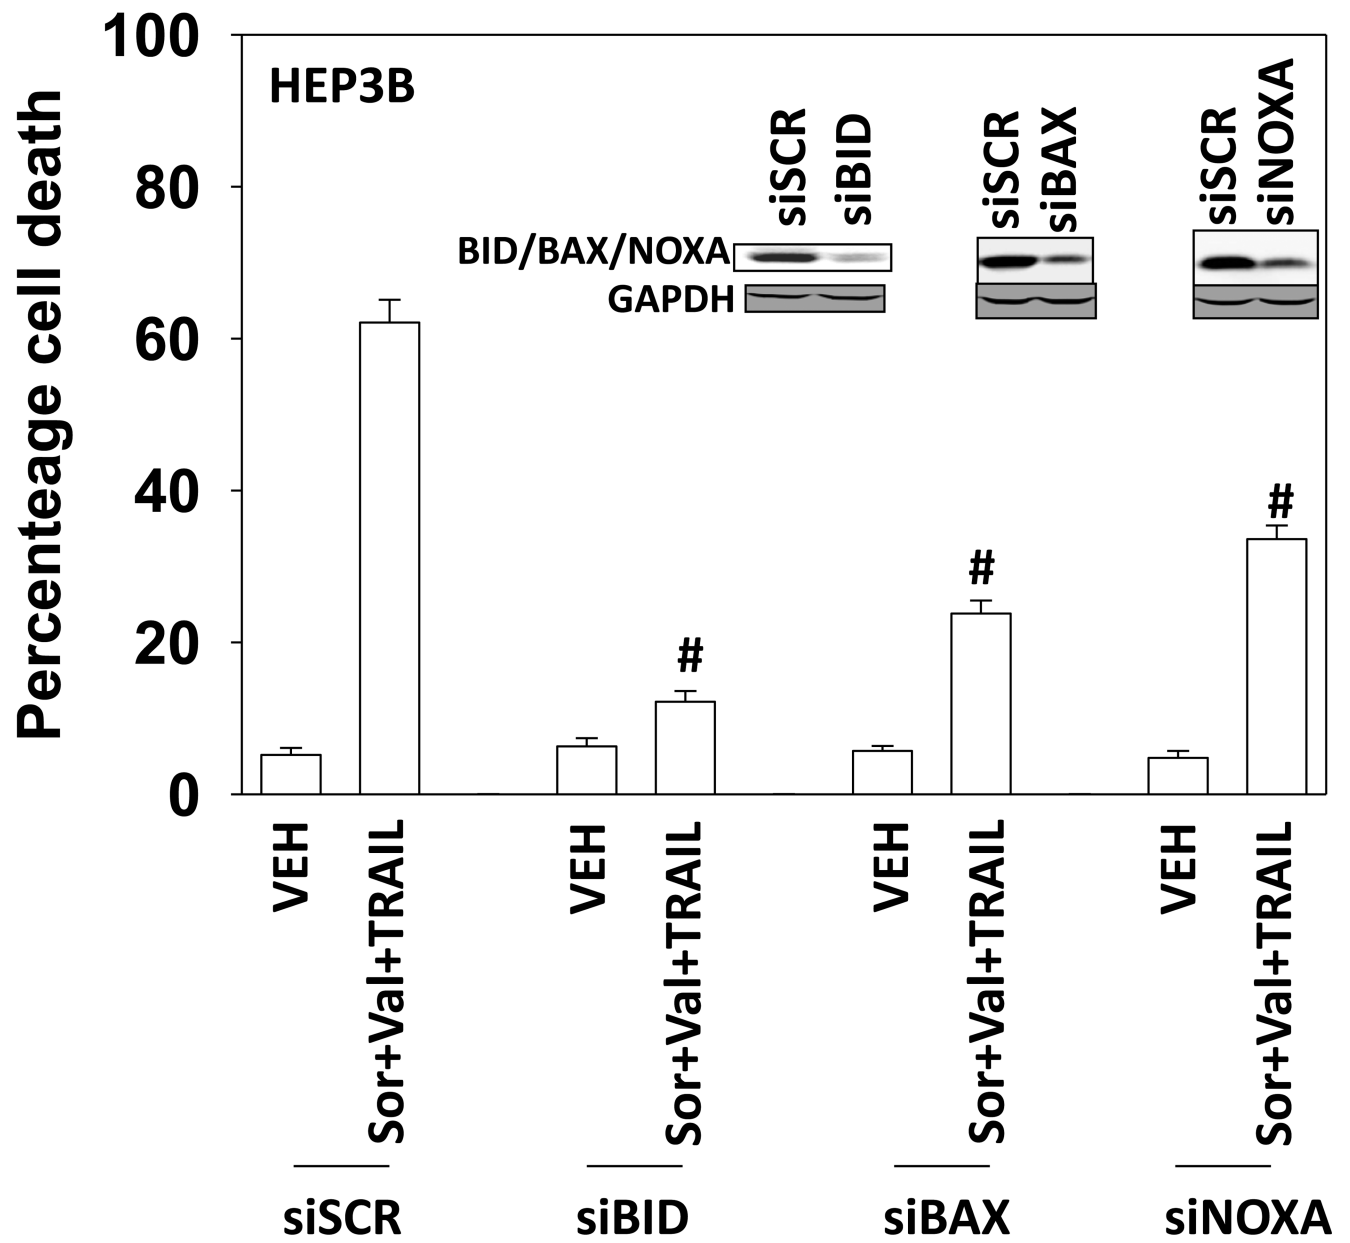 Percenteage cell death
100
80
60
40
20
0
HEP3B
siSCR
siBID
siSCR
siBAX
siSCR
siNOXA
BID/BAX/NOXA
GAPDH
#
#
#
VEH
Sor+Val+TRAIL
VEH
Sor+Val+TRAIL
VEH
Sor+Val+TRAIL
VEH
Sor+Val+TRAIL
siSCR
siBID
siBAX
siNOXA